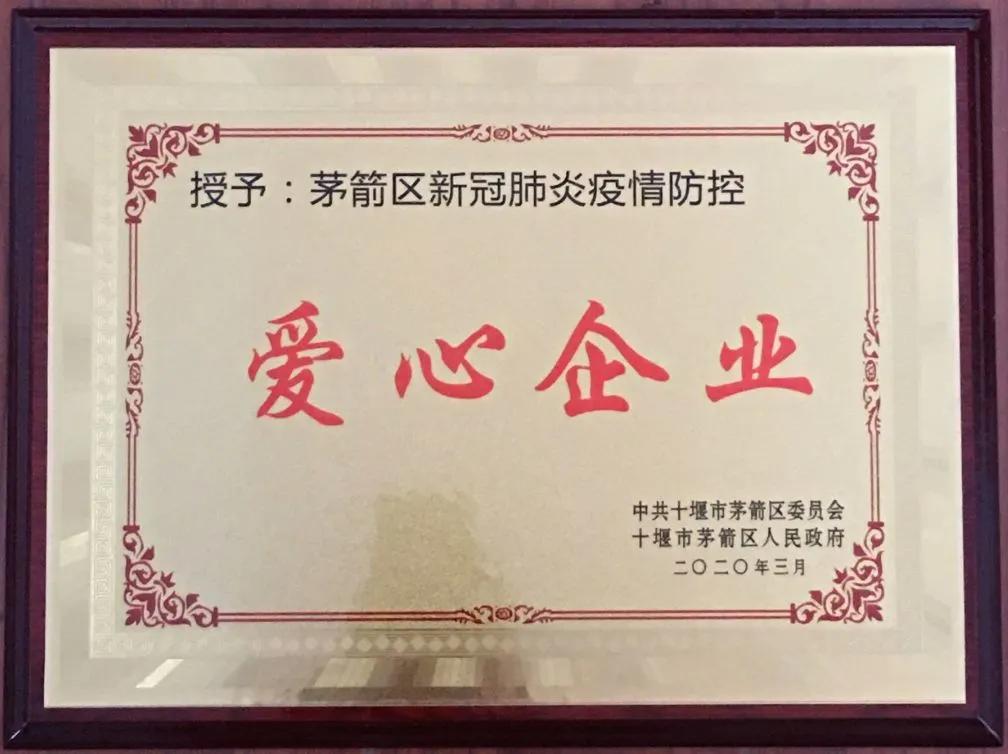 授予：茅箭区新冠肺炎疫情防控
爱心企业
中共十堰市茅箭区委员会
十堰市茅箭区人民政府
二〇二〇年三月